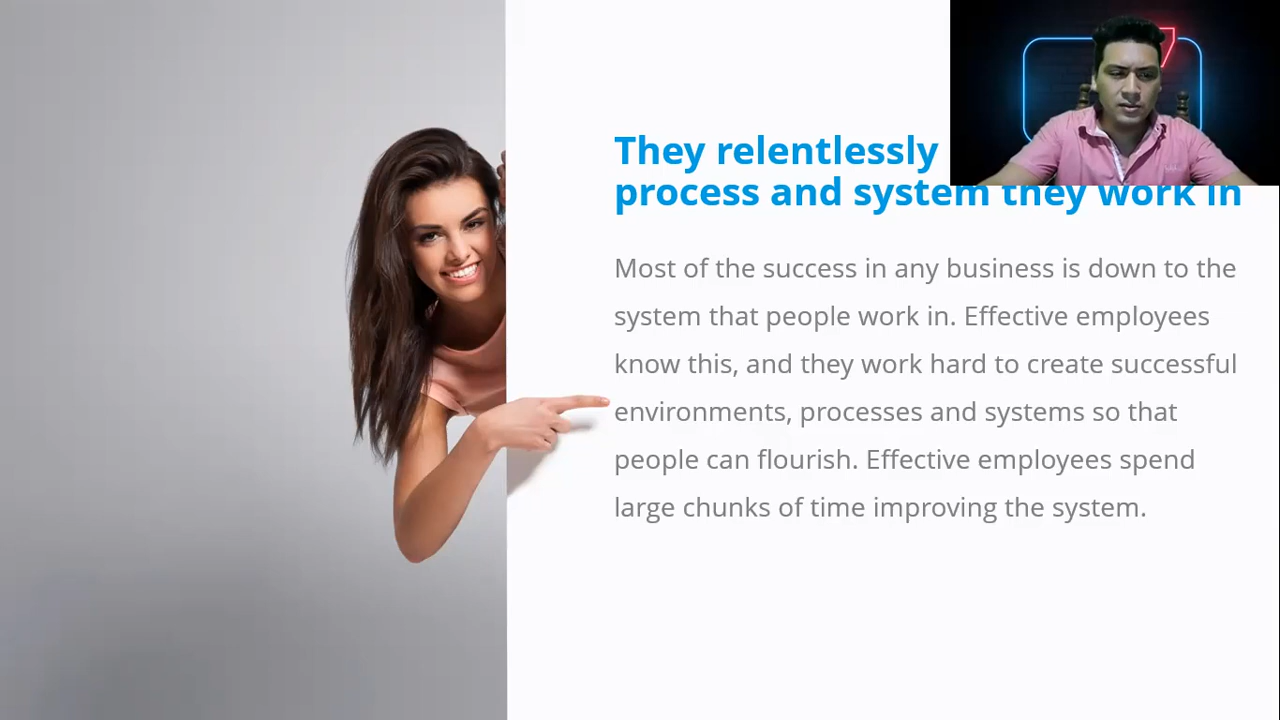 They relentlessly
process and system they work in
Most of the success in any business is down to the
system that people work in. Effective employees
know this, and they work hard to create successful
environments, processes and systems so that
people can flourish. Effective employees spend
large chunks of time improving the system.